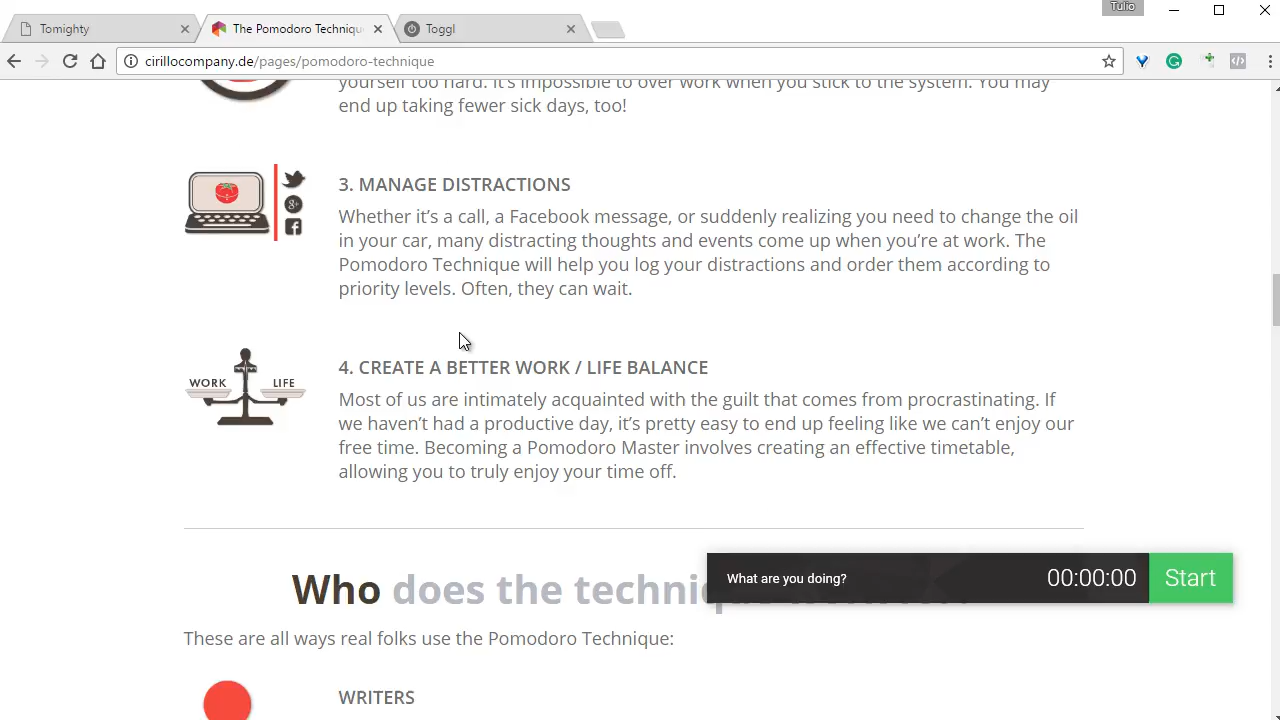 Tulio
Tomighty
The Pomodoro Techniqu
Toggl
cirillocompany.de/pages/pomodoro-technique
yourself too hard. It's impossible to over work when you stick to the system. You may
end up taking fewer sick days, too!
3. MANAGE DISTRACTIONS
Whether it's a call, a Facebook message, or suddenly realizing you need to change the oil
in your car, many distracting thoughts and events come up when you're at work. The
Pomodoro Technique will help you log your distractions and order them according to
priority levels. Often, they can wait.
WORK LIFE
4. CREATE A BETTER WORK / LIFE BALANCE
Most of us are intimately acquainted with the guilt that comes from procrastinating. If
we haven't had a productive day, it's pretty easy to end up feeling like we can't enjoy our
free time. Becoming a Pomodoro Master involves creating an effective timetable,
allowing you to truly enjoy your time off.
Who does the techni
What are you doing? 00:00:00 Start
These are all ways real folks use the Pomodoro Technique:
WRITERS